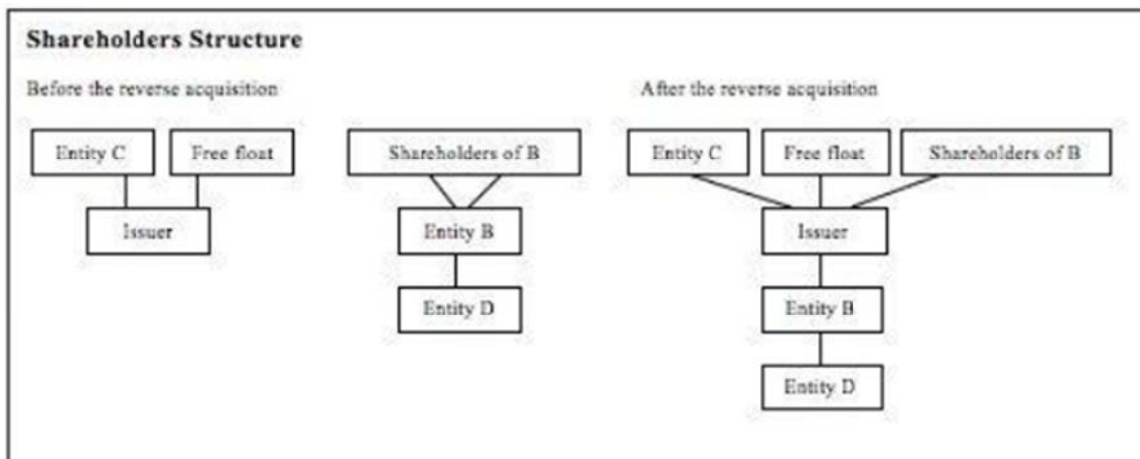 Shareholders Structure
Before the reverse acquisition
After the reverse acquisition
Entity C
Free float
Shareholders of B
Entity C
Free float
Shareholders of B
Issuer
Entity B
Issuer
Entity D
Entity B
Entity D